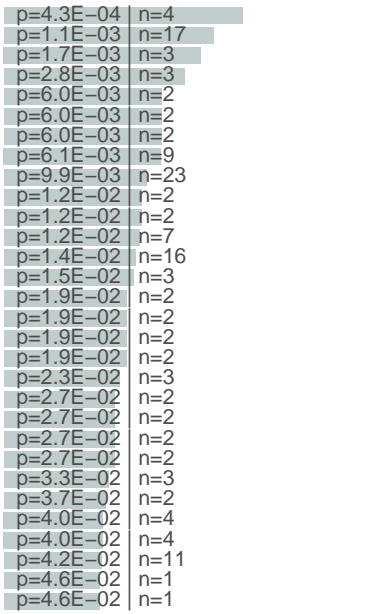 p=4.3E−04 | n=4
p=1.1E−03 | n=17
p=1.7E−03 | n=3
p=2.8E−03 | n=3
p=6.0E−03 | n=2
p=6.0E−03 | n=2
p=6.0E−03 | n=2
p=6.1E−03 | n=9
p=9.9E−03 | n=23
p=1.2E−02 | n=2
p=1.2E−02 | n=2
p=1.2E−02 | n=7
p=1.4E−02 | n=16
p=1.5E−02 | n=3
p=1.9E−02 | n=2
p=1.9E−02 | n=2
p=1.9E−02 | n=2
p=1.9E−02 | n=2
p=2.3E−02 | n=3
p=2.7E−02 | n=2
p=2.7E−02 | n=2
p=2.7E−02 | n=2
p=2.7E−02 | n=2
p=3.3E−02 | n=3
p=3.7E−02 | n=2
p=4.0E−02 | n=4
p=4.0E−02 | n=4
p=4.2E−02 | n=11
p=4.6E−02 | n=1
p=4.6E−02 | n=1